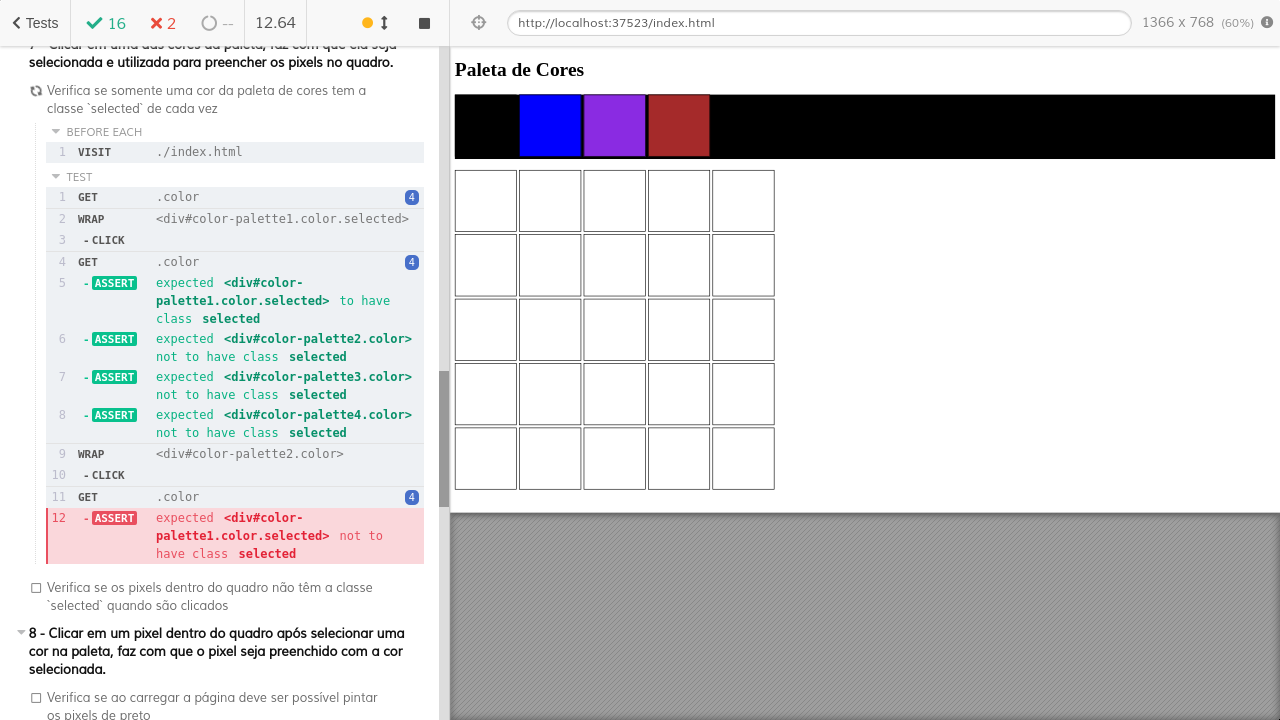 Tests
16
2
--
12.64
http://localhost:37523/index.html
1366 x 768 (60%)
7 - Clicar em uma das cores da paleta, faz com que ela seja
selecionada e utilizada para preencher os pixels no quadro.
Verifica se somente uma cor da paleta de cores tem a
classe `selected` de cada vez
BEFORE EACH
1 VISIT ./index.html
TEST
1 GET .color 4
2 WRAP <div#color-palette1.color.selected>
3 - CLICK
4 GET .color 4
5 - ASSERT expected <div#color-
palette1.color.selected> to have
class selected
6 - ASSERT expected <div#color-palette2.color>
not to have class selected
7 - ASSERT expected <div#color-palette3.color>
not to have class selected
8 - ASSERT expected <div#color-palette4.color>
not to have class selected
9 WRAP <div#color-palette2.color>
10 - CLICK
11 GET .color 4
12 - ASSERT expected <div#color-
palette1.color.selected> not to
have class selected
Verifica se os pixels dentro do quadro não têm a classe
`selected` quando são clicados
8 - Clicar em um pixel dentro do quadro após selecionar uma
cor na paleta, faz com que o pixel seja preenchido com a cor
selecionada.
Verifica se ao carregar a página deve ser possível pintar
os pixels de preto
Paleta de Cores